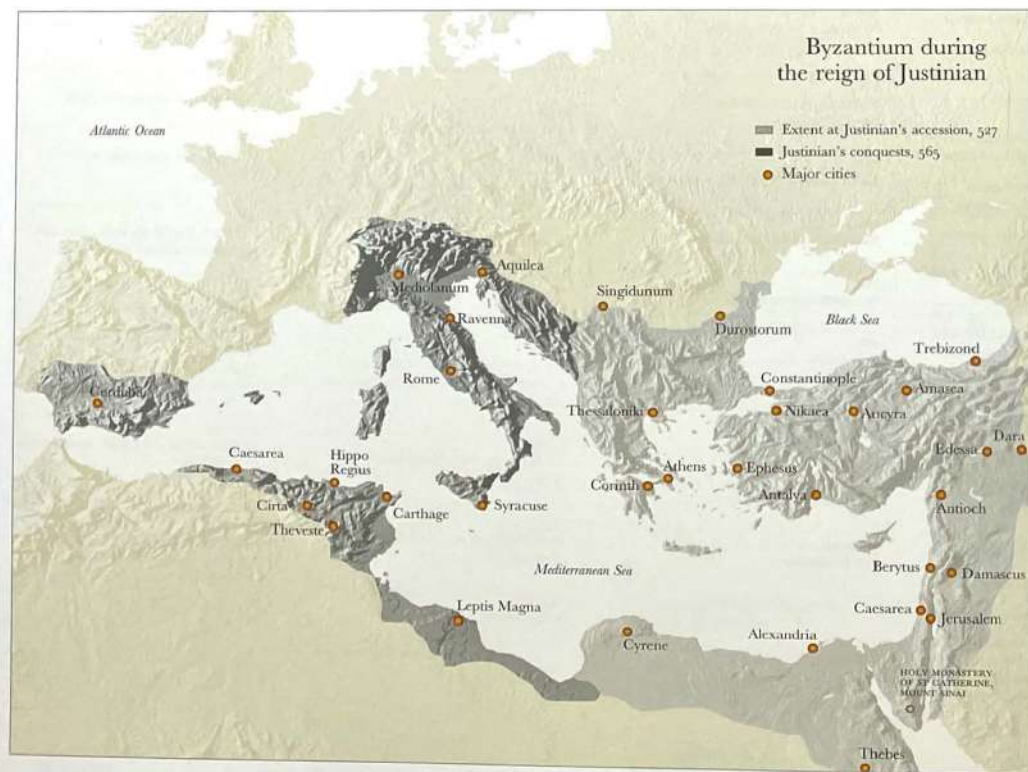 Byzantium during
the reign of Justinian
Extent at Justinian's accession, 527
Justinian's conquests, 565
Major cities
Atlantic Ocean
Aquilea
Mediolanum
Singidunum
Ravenna
Durostorum
Black Sea
Trebizond
Rome
Constantinople
Amasea
Corduba
Thessaloniki
Nikaea
Ancyra
Dara
Edessa
Caesarea
Hippo
Regius
Athens
Ephesus
Corinth
Antalya
Antioch
Cirta
Carthage
Syracuse
Theveste
Mediterranean Sea
Berytus
Damascus
Leptis Magna
Caesarea
Jerusalem
Cyrene
Alexandria
HOLY MONASTERY
OF ST CATHERINE,
MOUNT SINAI
Thebes